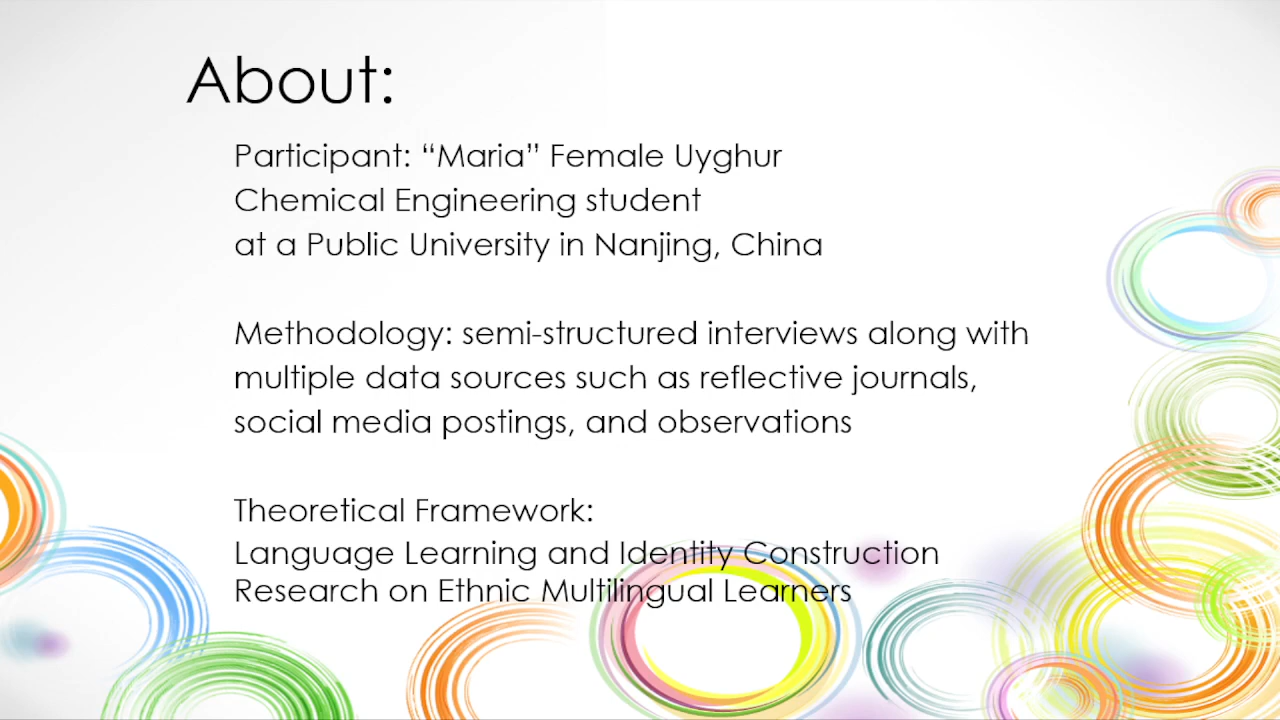 About:
Participant: “Maria” Female Uyghur
Chemical Engineering student
at a Public University in Nanjing, China
Methodology: semi-structured interviews along with
multiple data sources such as reflective journals,
social media postings, and observations
Theoretical Framework:
Language Learning and Identity Construction
Research on Ethnic Multilingual Learners